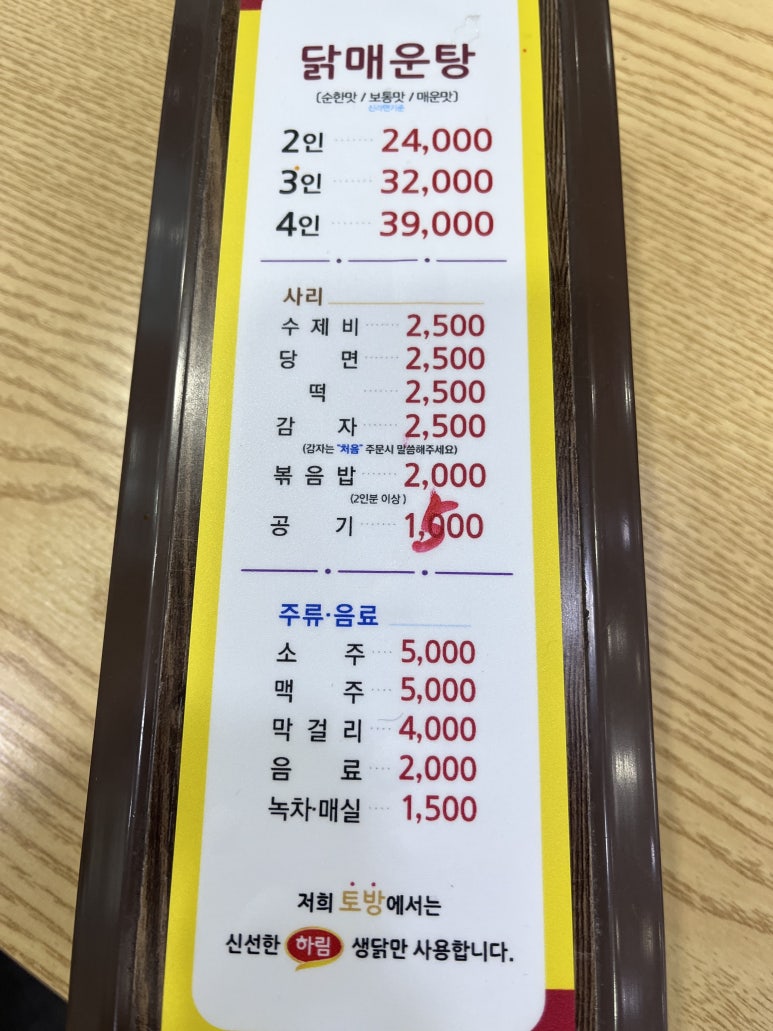 닭매운탕
(순한맛 / 보통맛 / 매운맛)
2인 ········ 24,000
3인 ········ 32,000
4인 ········ 39,000
사리
수 제 비 ······ 2,500
당 면 ······ 2,500
떡 ······ 2,500
감 자 ······ 2,500
(감자는 "처음" 주문시 말씀해주세요)
볶 음 밥 ······ 2,000
(2인분 이상)
공 기 ······ 1,500
주류·음료
소 주 ···· 5,000
맥 주 ···· 5,000
막 걸 리 ···· 4,000
음 료 ···· 2,000
녹차·매실 ···· 1,500
저희 토방에서는
신선한 하림 생닭만 사용합니다.